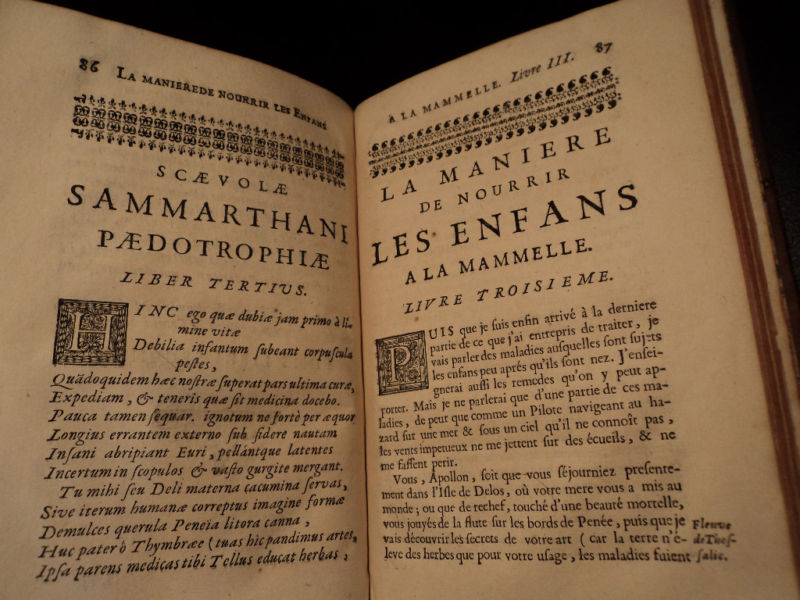 86 LA MANIERE DE NOURRIR LES ENFANS
SCÆVOLÆ
SAMMARTHANI
PÆDOTROPHIÆ
LIBER TERTIUS.
HINC ego quæ dubiæ jam primo à li-
mine vitæ
Debilia infantum subeant corpuscula
pestes,
Quãdoquidem hæc nostræ superat pars ultima curæ,
Expediam, & teneris quæ sit medicina docebo.
Pauca tamen sequar. ignotum ne fortè per æquor
Longius errantem externo sub sidere nautam
Insani abripiant Euri, pellántque latentes
Incertum in scopulos & vasto gurgite mergant.
Tu mihi seu Deli materna cacumina servas,
Sive iterum humanæ correptus imagine formæ
Demulces querula Peneïa litora canna,
Huc pater ò Thymbræe (tuas hic pandimus artes,
Ipsa parens medicas tibi Tellus educat herbas,
A LA MAMMELLE. Livre III. 87
LA MANIERE
DE NOURRIR
LES ENFANS
A LA MAMMELLE.
LIVRE TROISIEME.
PUIS que je suis enfin arrivé à la derniere
partie de ce que j'ai entrepris de traiter, je
vais parler des maladies ausquelles sont sujets
les enfans peu aprés qu'ils sont nez. J'ensei-
gnerai aussi les remedes qu'on y peut ap-
porter. Mais je ne parlerai que d'une partie de ces ma-
ladies, de peur que comme un Pilote navigeant au ha-
zard sur une mer & sous un ciel qu'il ne connoît pas,
les vents impetueux ne me jettent sur des écueils, & ne
me fassent perir.
Vous, Apollon, soit que vous séjourniez presente-
ment dans l'Isle de Delos, où votre mere vous a mis au
monde; ou que de rechef, touché d'une beauté mortelle,
vous jouyés de la flute sur les bords de Penée, puis que je
vais découvrir les secrets de votre art (car la terre n'é-
leve des herbes que pour votre usage, les maladies fuient
Fleuve
de Thes-
salie.